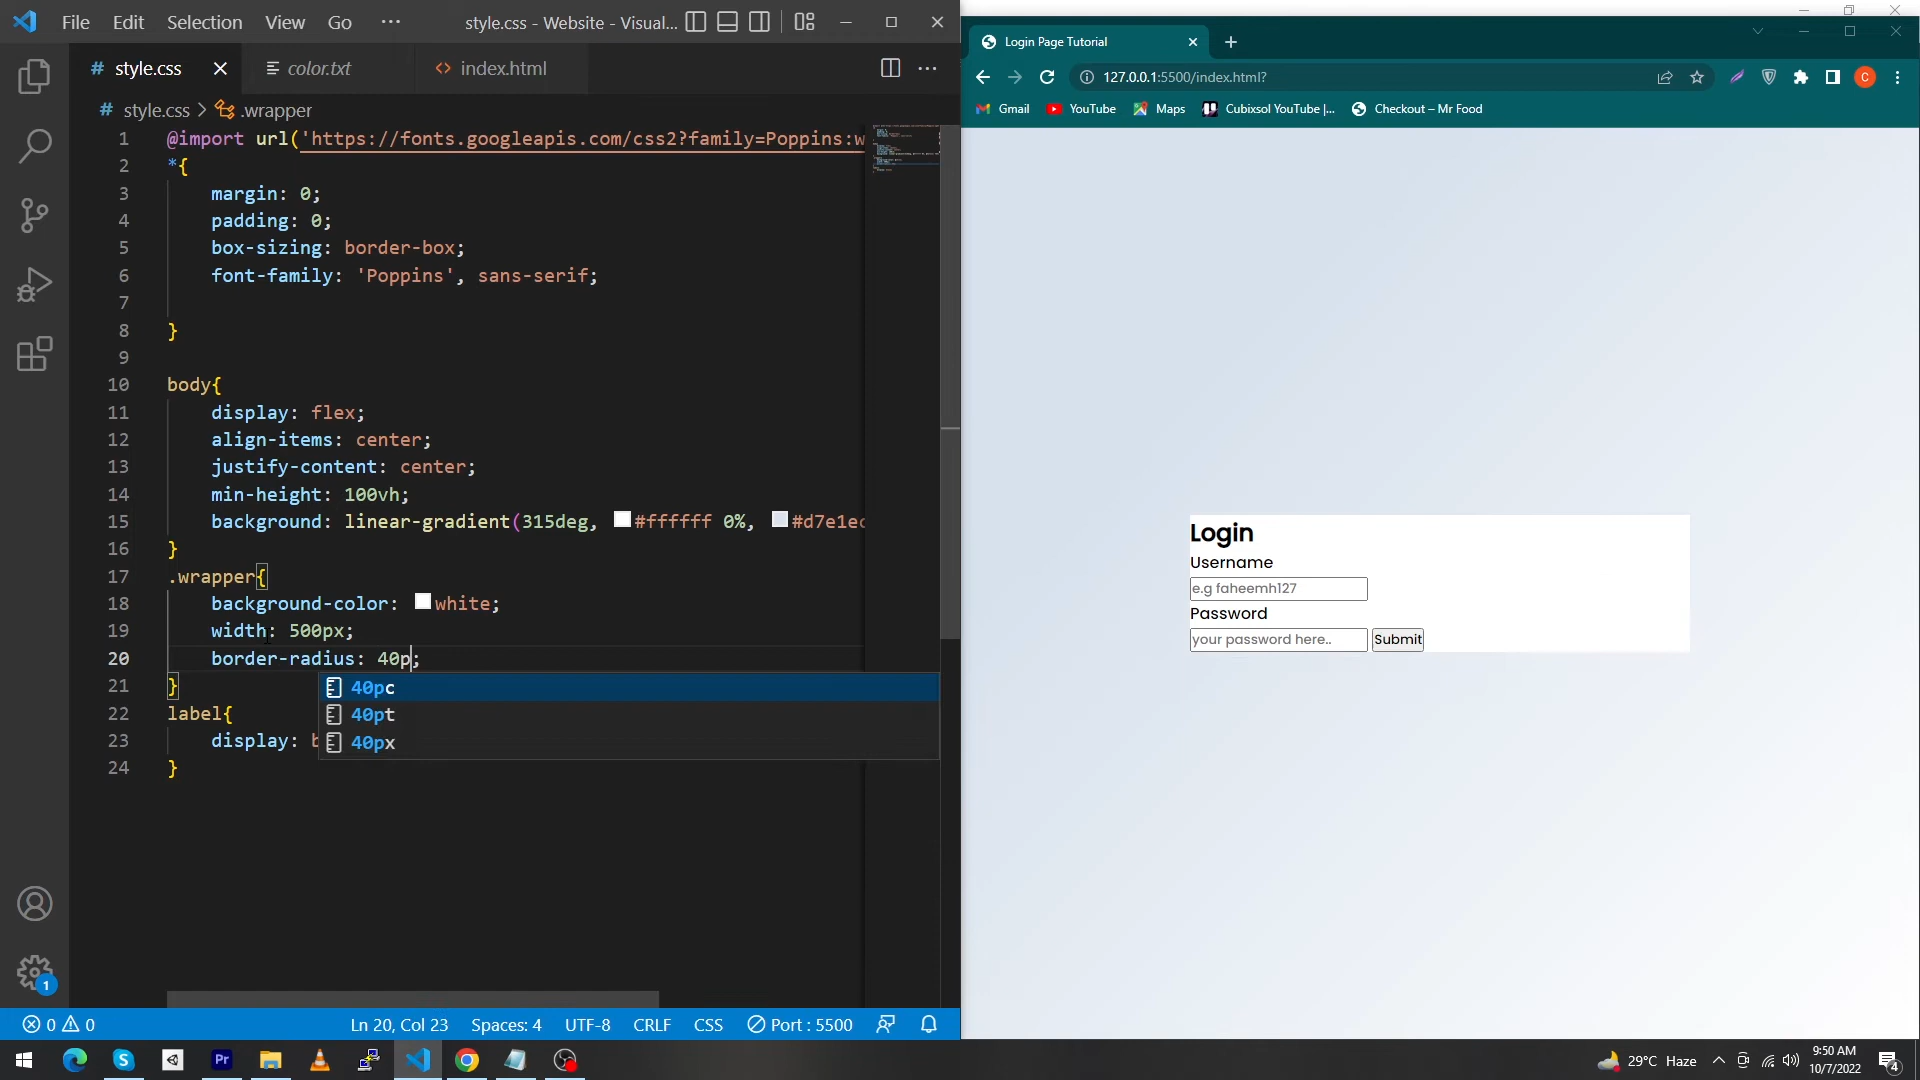 File Edit Selection View Go ··· style.css - Website - Visual...
# style.css color.txt <> index.html
# style.css > .wrapper
1 @import url('https://fonts.googleapis.com/css2?family=Poppins:w
2 *{
3 margin: 0;
4 padding: 0;
5 box-sizing: border-box;
6 font-family: 'Poppins', sans-serif;
7
8 }
9
10 body{
11 display: flex;
12 align-items: center;
13 justify-content: center;
14 min-height: 100vh;
15 background: linear-gradient(315deg, #ffffff 0%, #d7e1ec
16 }
17 .wrapper{
18 background-color: white;
19 width: 500px;
20 border-radius: 40p;
21 }
40pc
22 label{
40pt
23 display: b
40px
24 }
1
0 0 Ln 20, Col 23 Spaces: 4 UTF-8 CRLF CSS Port : 5500
Login Page Tutorial
127.0.0.1:5500/index.html?
C
Gmail YouTube Maps Cubixsol YouTube |... Checkout – Mr Food
Login
Username
e.g faheemh127
Password
your password here.. Submit
Pr
29°C Haze
9:50 AM
10/7/2022
4